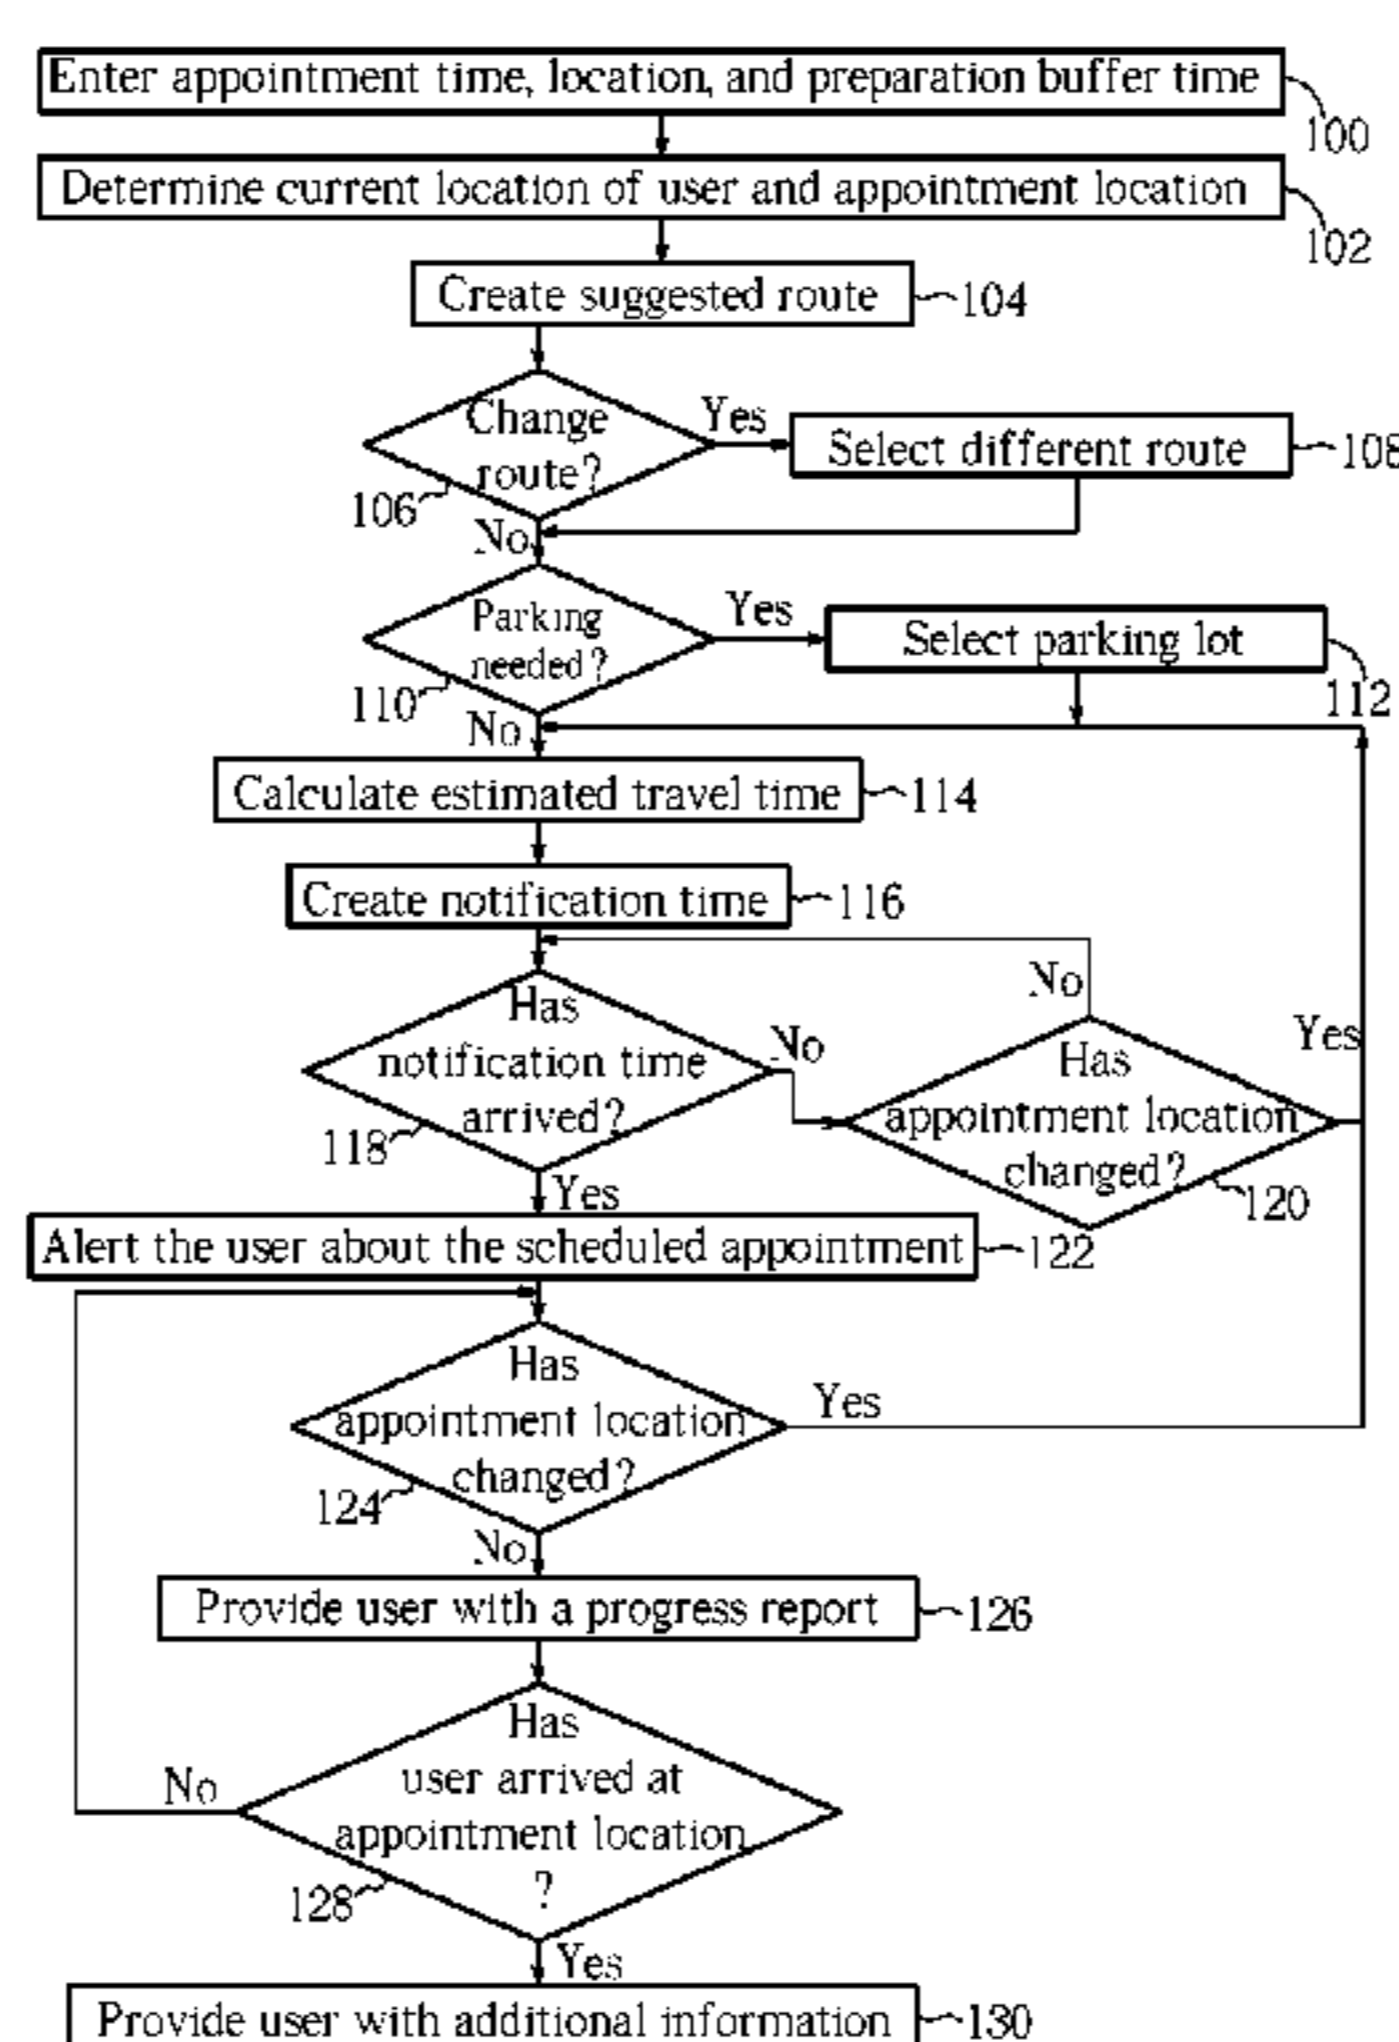 Enter appointment time, location, and preparation buffer time
100
Determine current location of user and appointment location
102
Create suggested route
104
Change
route?
106
Yes
Select different route
108
No
Parking
needed?
110
Yes
Select parking lot
112
No
Calculate estimated travel time
114
Create notification time
116
Has
notification time
arrived?
118
No
No
Has
appointment location
changed?
120
Yes
Yes
Alert the user about the scheduled appointment
122
Has
appointment location
changed?
124
Yes
No
Provide user with a progress report
126
Has
user arrived at
appointment location
?
128
No
Yes
Provide user with additional information
130